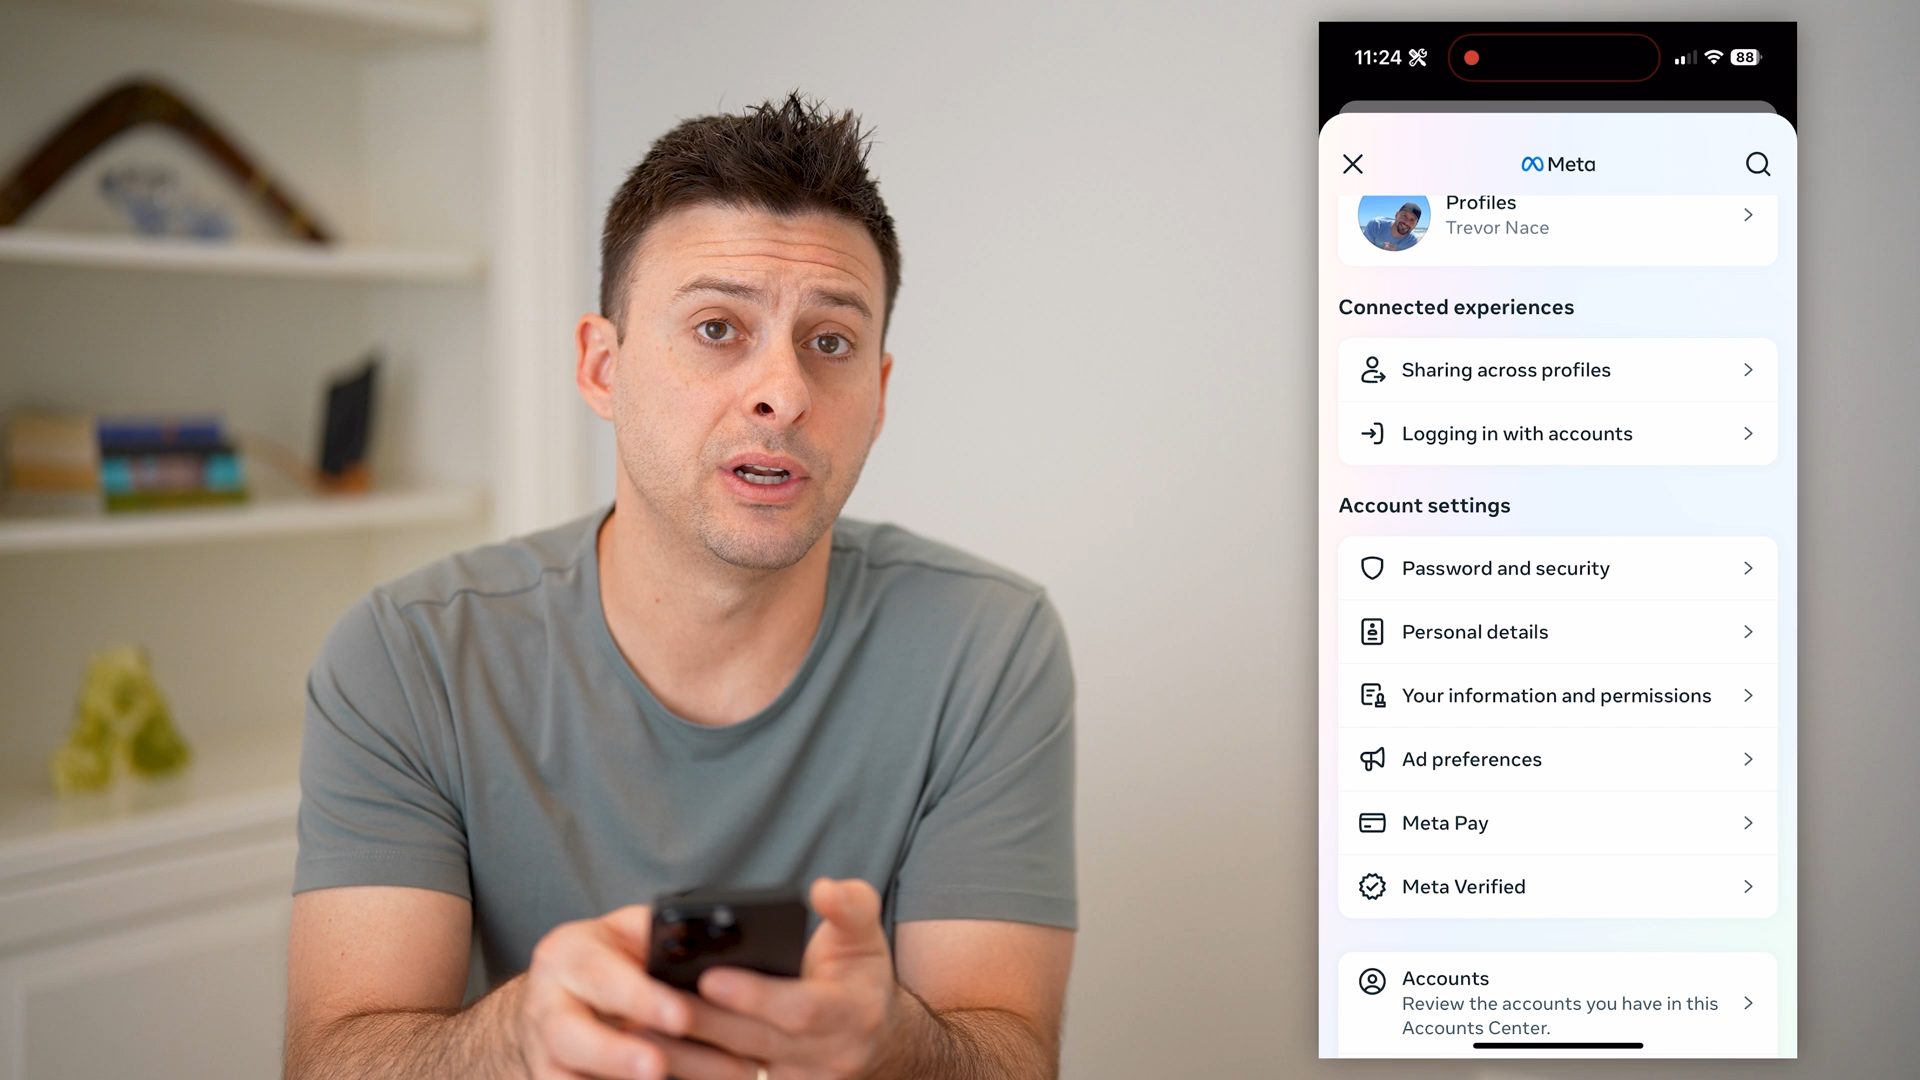 11:24
88
Meta
Profiles
Trevor Nace
Connected experiences
Sharing across profiles
Logging in with accounts
Account settings
Password and security
Personal details
Your information and permissions
Ad preferences
Meta Pay
Meta Verified
Accounts
Review the accounts you have in this
Accounts Center.